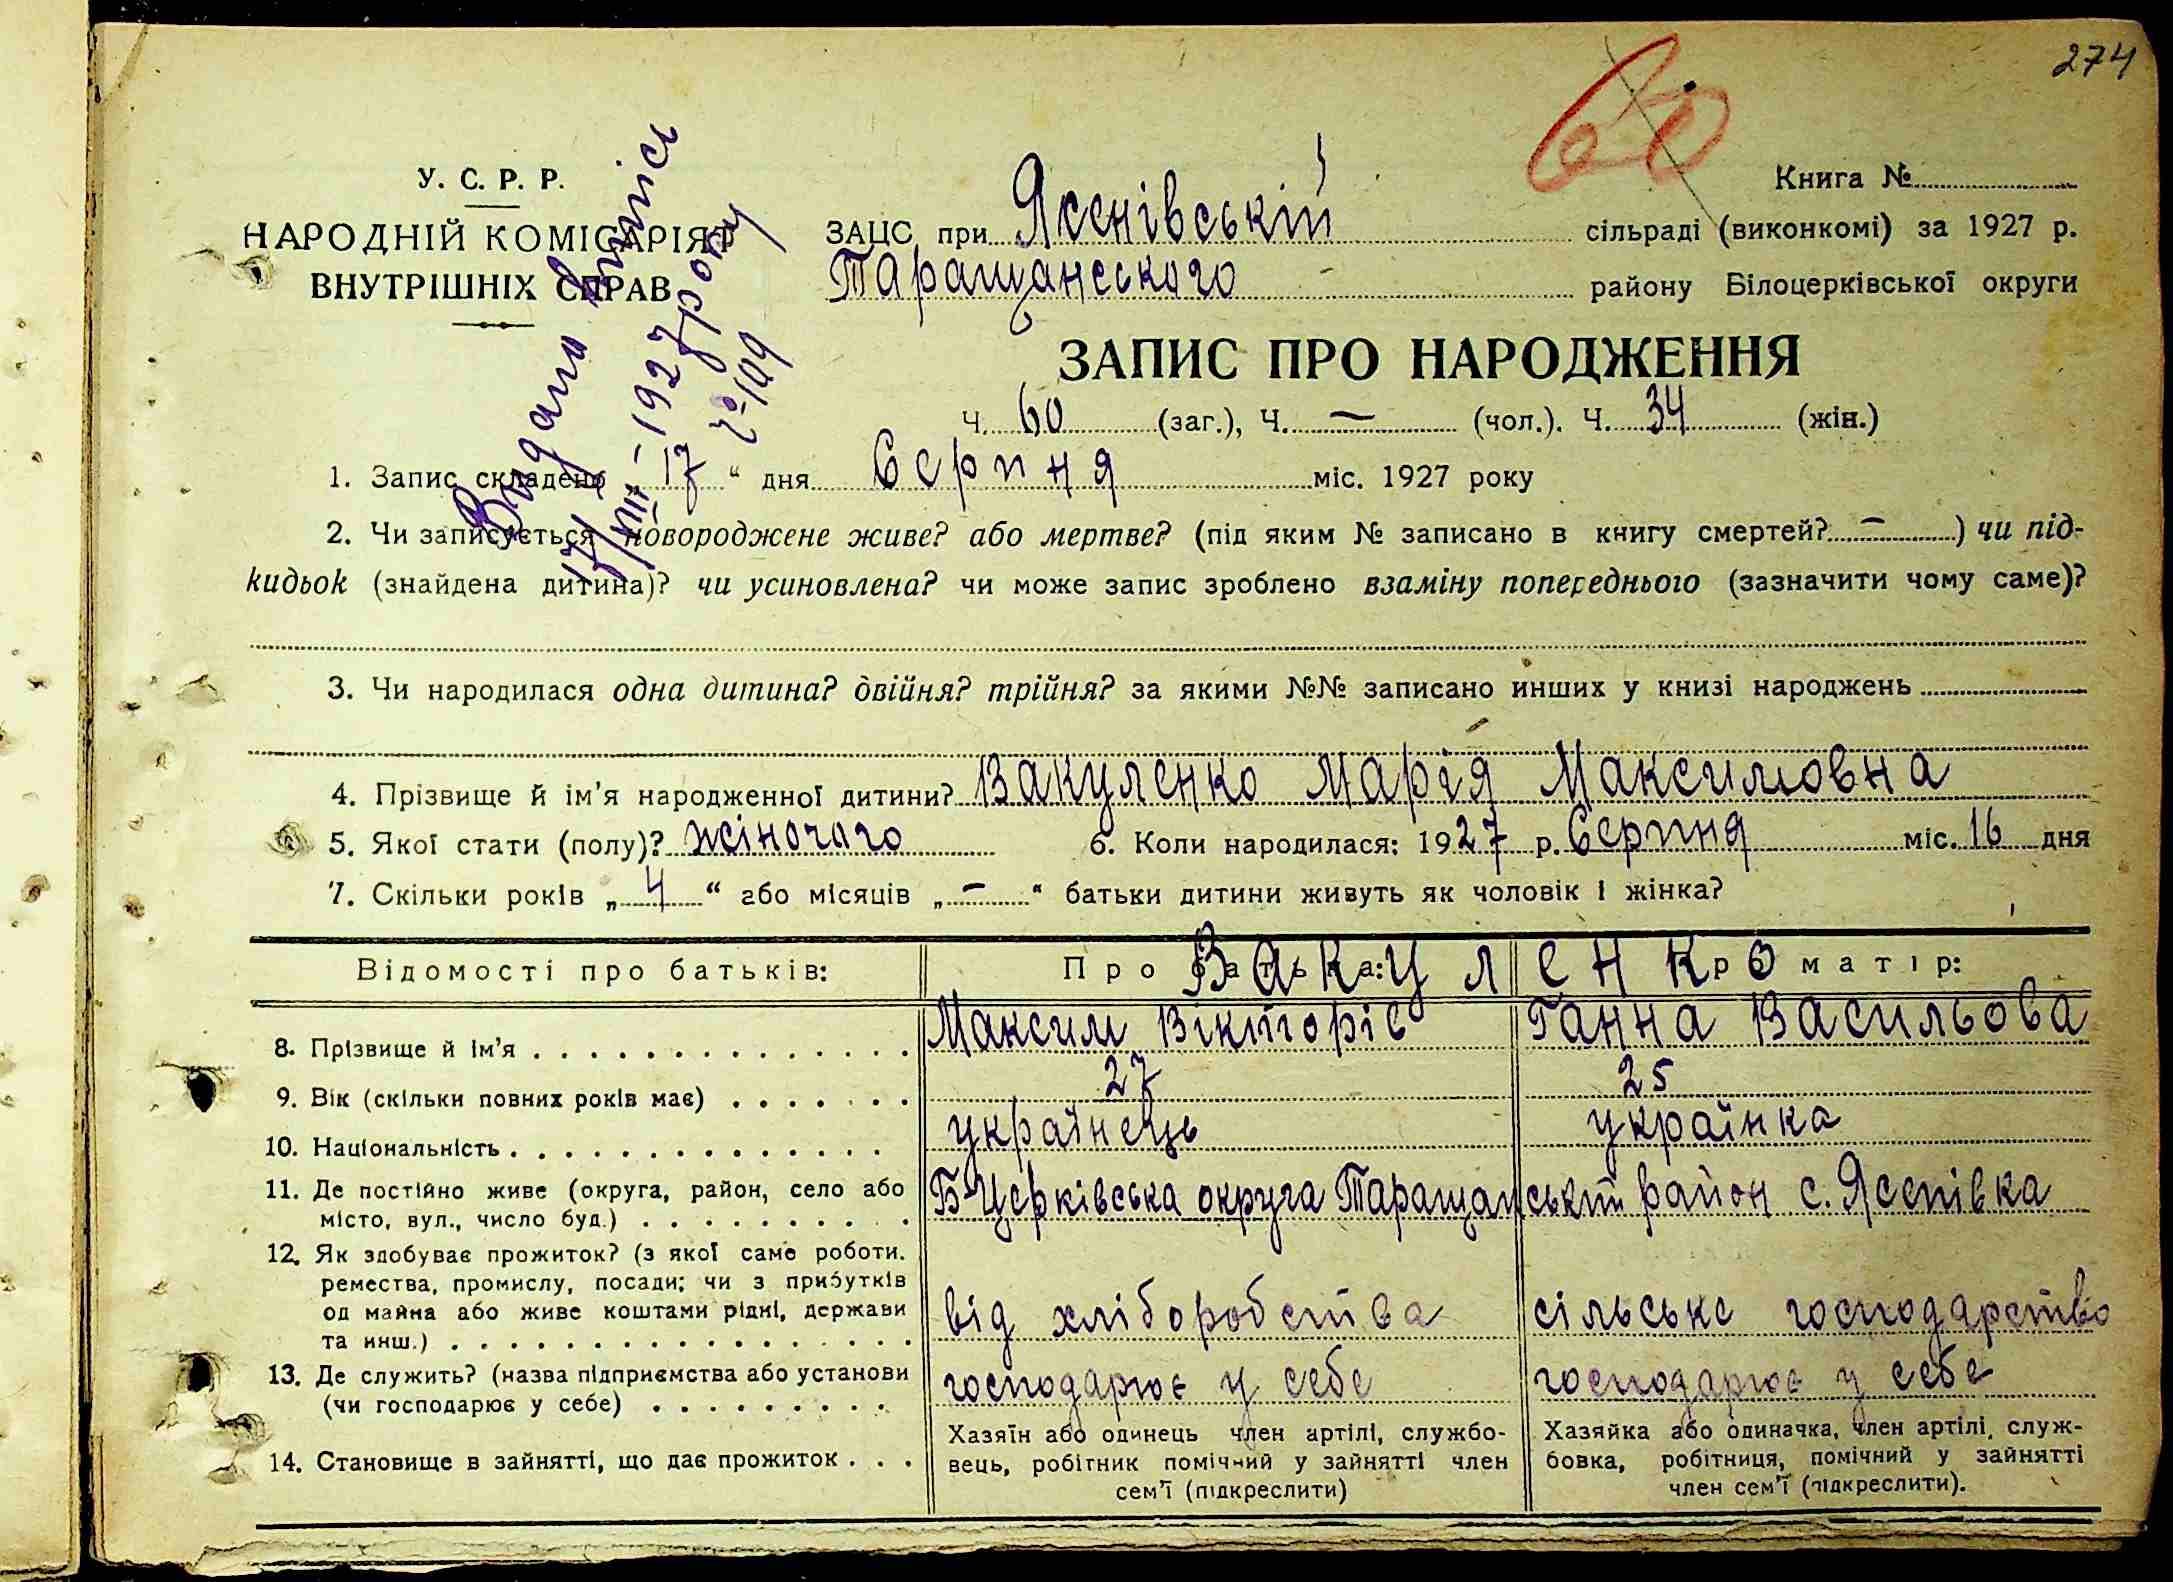 274
60
У. С. Р. Р.
НАРОДНІЙ КОМІСАРІЯТ
ВНУТРІШНІХ СПРАВ
Видана випись
17/VIII–1927 року
№ 109
Книга №
ЗАЦС при Ясенівській сільраді (виконкомі) за 1927 р.
Таращанського району Білоцерківської округи
ЗАПИС ПРО НАРОДЖЕННЯ
Ч. 60 (заг.), Ч. — (чол.). Ч. 34 (жін.)
1. Запис складено 17 " дня Серпня міс. 1927 року
2. Чи записується новороджене живе? або мертве? (під яким № записано в книгу смертей? — ) чи під-
кидьок (знайдена дитина)? чи усиновлена? чи може запис зроблено взаміну попереднього (зазначити чому саме)?
3. Чи народилася одна дитина? двійня? трійня? за якими №№ записано инших у книзі народжень
4. Прізвище й ім'я народженної дитини? Вакуленко Марія Максимовна
5. Якої стати (полу)? жіночаго 6. Коли народилася: 1927 р. Серпня міс. 16 дня
7. Скільки років „ 4 " або місяців „ — " батьки дитини живуть як чоловік і жінка?
Відомості про батьків: Про батька: Про матір:
Вакуленко
8. Прізвище й ім'я Максим Вікторів Ганна Васильова
9. Вік (скільки повних років має) 27 25
10. Національність українець українка
11. Де постійно живе (округа, район, село або
місто, вул., число буд.) Б-Церківська округа Таращанський район с. Ясенівка
12. Як здобуває прожиток? (з якої саме роботи.
ремества, промислу, посади; чи з прибутків
од майна або живе коштами рідні, держави
та инш.) від хліборобства сільське господарство
13. Де служить? (назва підприємства або установи
(чи господарює у себе) господарює у себе господарює у себе
14. Становище в зайнятті, що дає прожиток
Хазяїн або одинець член артілі, службо-
вець, робітник помічний у зайнятті член
сем'ї (підкреслити)
Хазяйка або одиначка, член артілі, служ-
бовка, робітниця, помічний у зайнятті
член сем'ї (підкреслити).